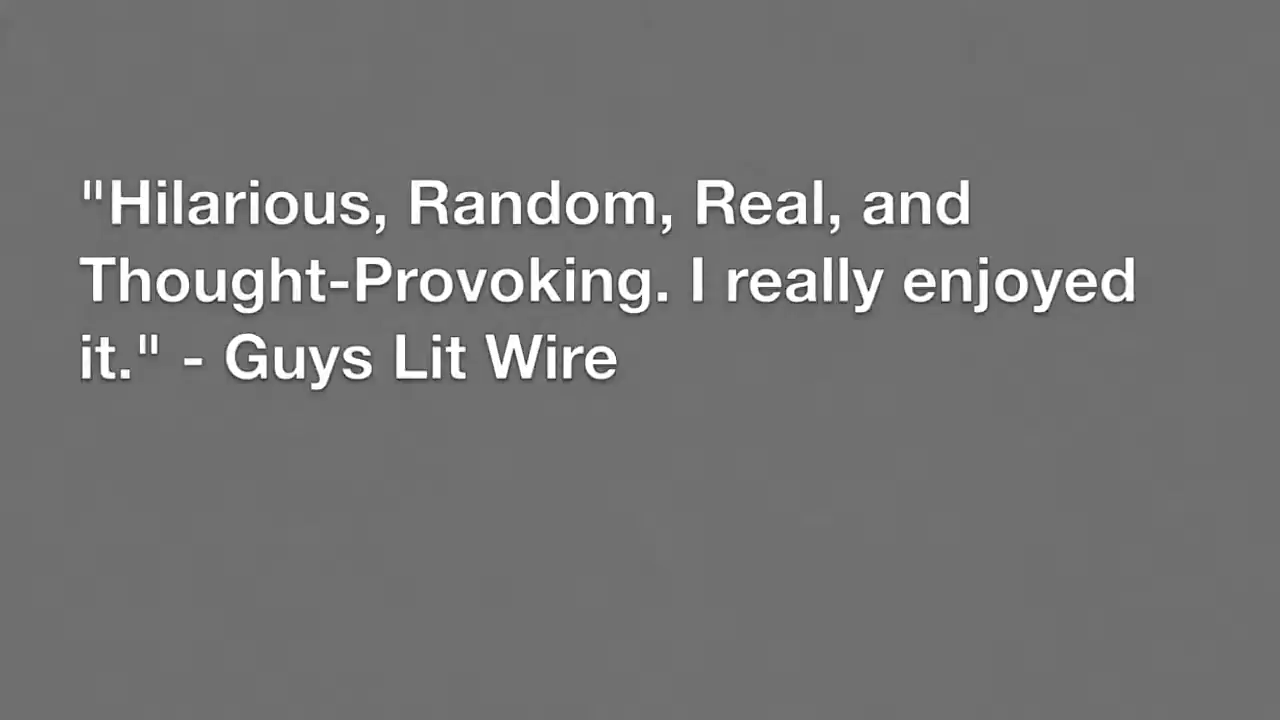 "Hilarious, Random, Real, and
Thought-Provoking. I really enjoyed
it." - Guys Lit Wire